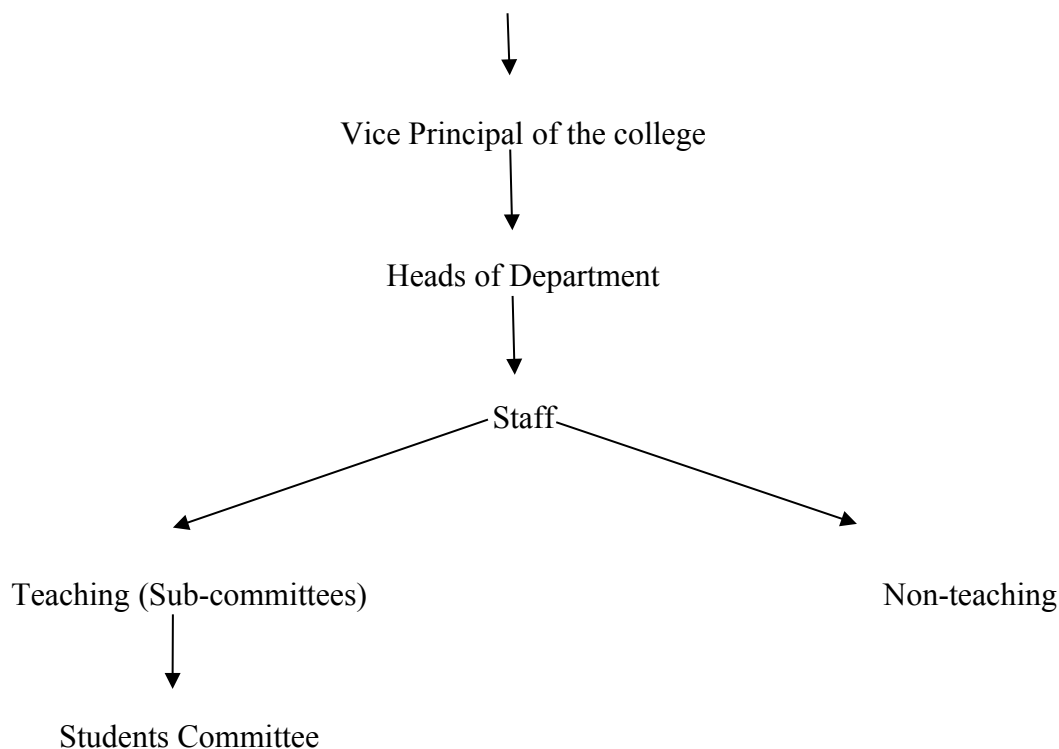 Vice Principal of the college
Heads of Department
Staff
Teaching (Sub-committees)
Non-teaching
Students Committee